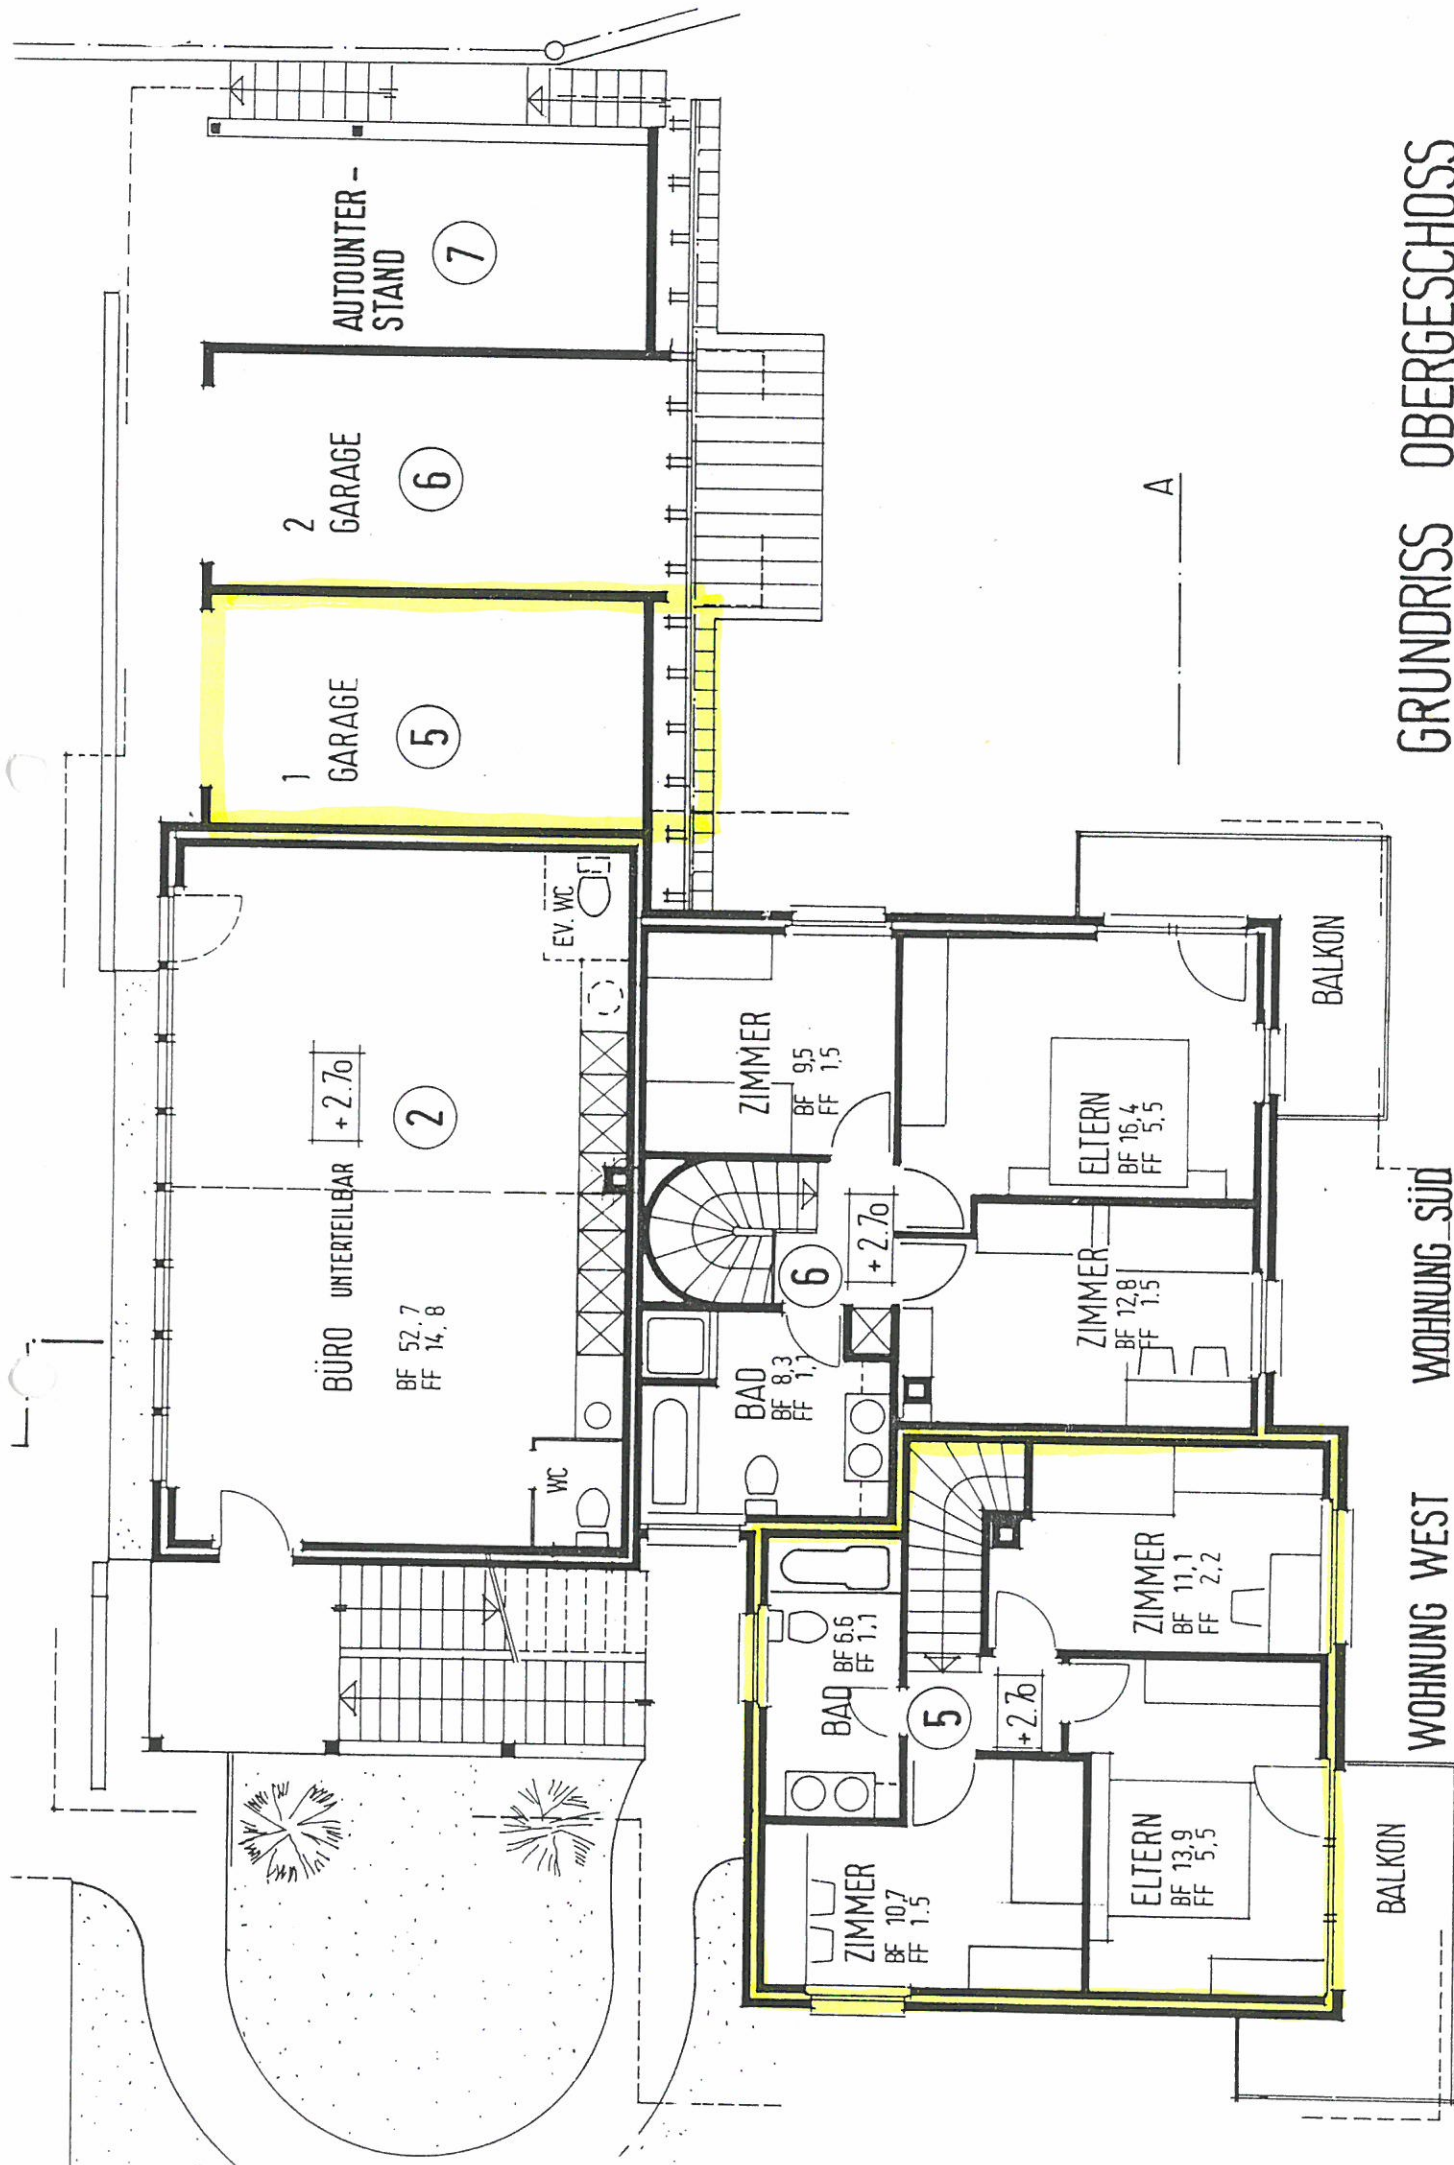 AUTOUNTER-
STAND
7
2
GARAGE
6
1
GARAGE
5
EV. WC
+ 2.70
2
BÜRO UNTERTEILBAR
BF 52,7
FF 14,8
WC
ZIMMER
BF 9,5
FF 1,5
ELTERN
BF 16,4
FF 5,5
BALKON
+ 2.70
6
ZIMMER
BF 12,8
FF 1.5
BAD
BF 8,3
FF 1,1
ZIMMER
BF 11,1
FF 2,2
BAD
BF 6.6
FF 1,1
5
+2.70
ZIMMER
BF 10,7
FF 1.5
ELTERN
BF 13,9
FF 5,5
BALKON
A
WOHNUNG WEST WOHNUNG SÜD
GRUNDRISS OBERGESCHOSS